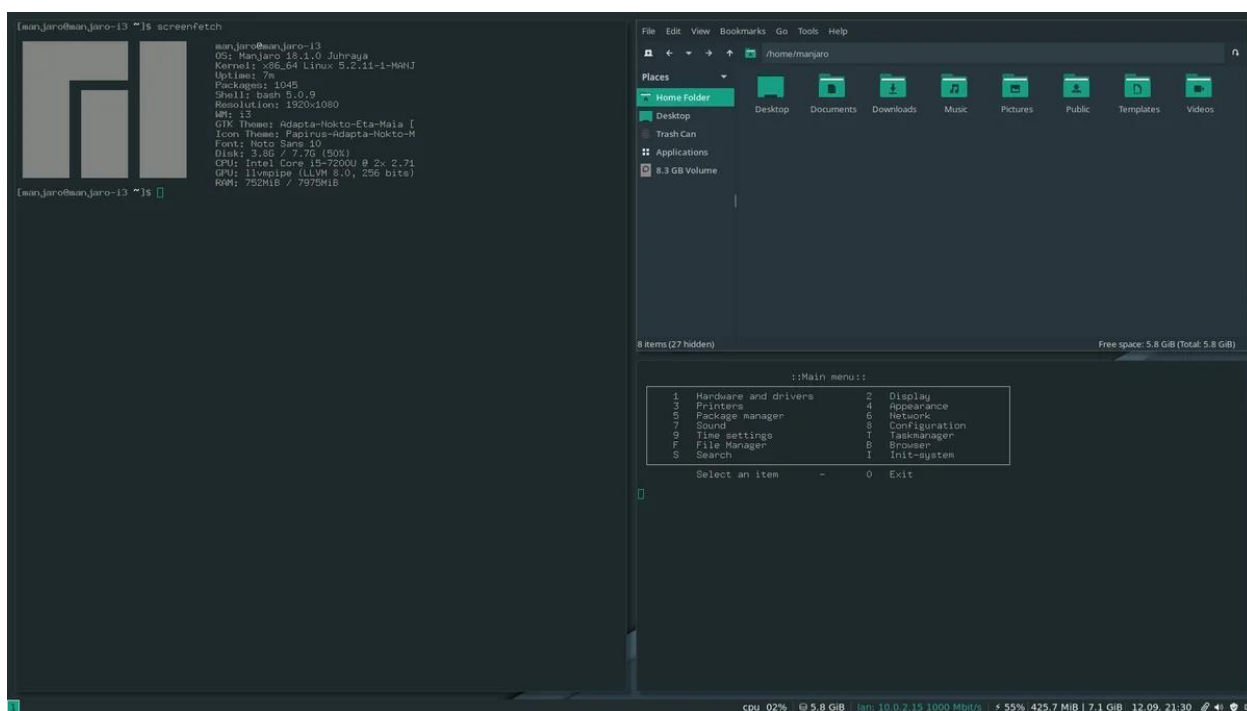 [manjaro@manjaro-i3 ~]$ screenfetch
manjaro@manjaro-i3
OS: Manjaro 18.1.0 Juhraya
Kernel: x86_64 Linux 5.2.11-1-MANJ
Uptime: 7m
Packages: 1045
Shell: bash 5.0.9
Resolution: 1920x1080
WM: i3
GTK Theme: Adapta-Nokto-Eta-Maia [
Icon Theme: Papirus-Adapta-Nokto-M
Font: Noto Sans 10
Disk: 3.8G / 7.7G (50%)
CPU: Intel Core i5-7200U @ 2x 2.71
GPU: llvmpipe (LLVM 8.0, 256 bits)
RAM: 752MiB / 7975MiB
[manjaro@manjaro-i3 ~]$
File Edit View Bookmarks Go Tools Help
/home/manjaro
Places
Home Folder
Desktop
Trash Can
Applications
8.3 GB Volume
Desktop Documents Downloads Music Pictures Public Templates Videos
8 items (27 hidden) Free space: 5.8 GiB (Total: 5.8 GiB)
::Main menu::
1 Hardware and drivers 2 Display
3 Printers 4 Appearance
5 Package manager 6 Network
7 Sound 8 Configuration
9 Time settings T Taskmanager
F File Manager B Browser
S Search I Init-system
Select an item - 0 Exit
1
cpu 02% 5.8 GiB lan: 10.0.2.15 1000 Mbit/s 55% 425.7 MiB | 7.1 GiB 12.09. 21:30